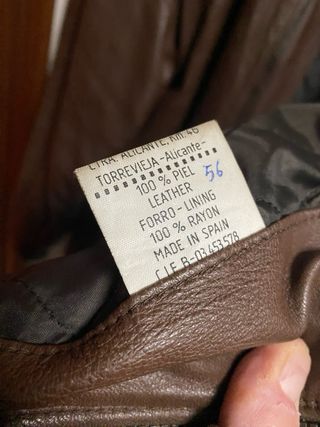 CTRA. ALICANTE, Km. 46
TORREVIEJA -Alicante-
100 % PIEL 56
LEATHER
FORRO - LINING
100 % RAYON
MADE IN SPAIN
C.I.F. B-03453578